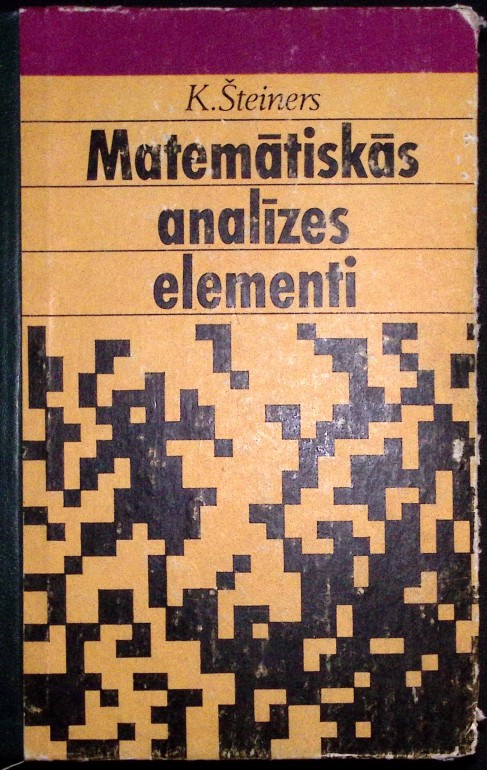 K.Šteiners
Matemātiskās
analīzes
elementi